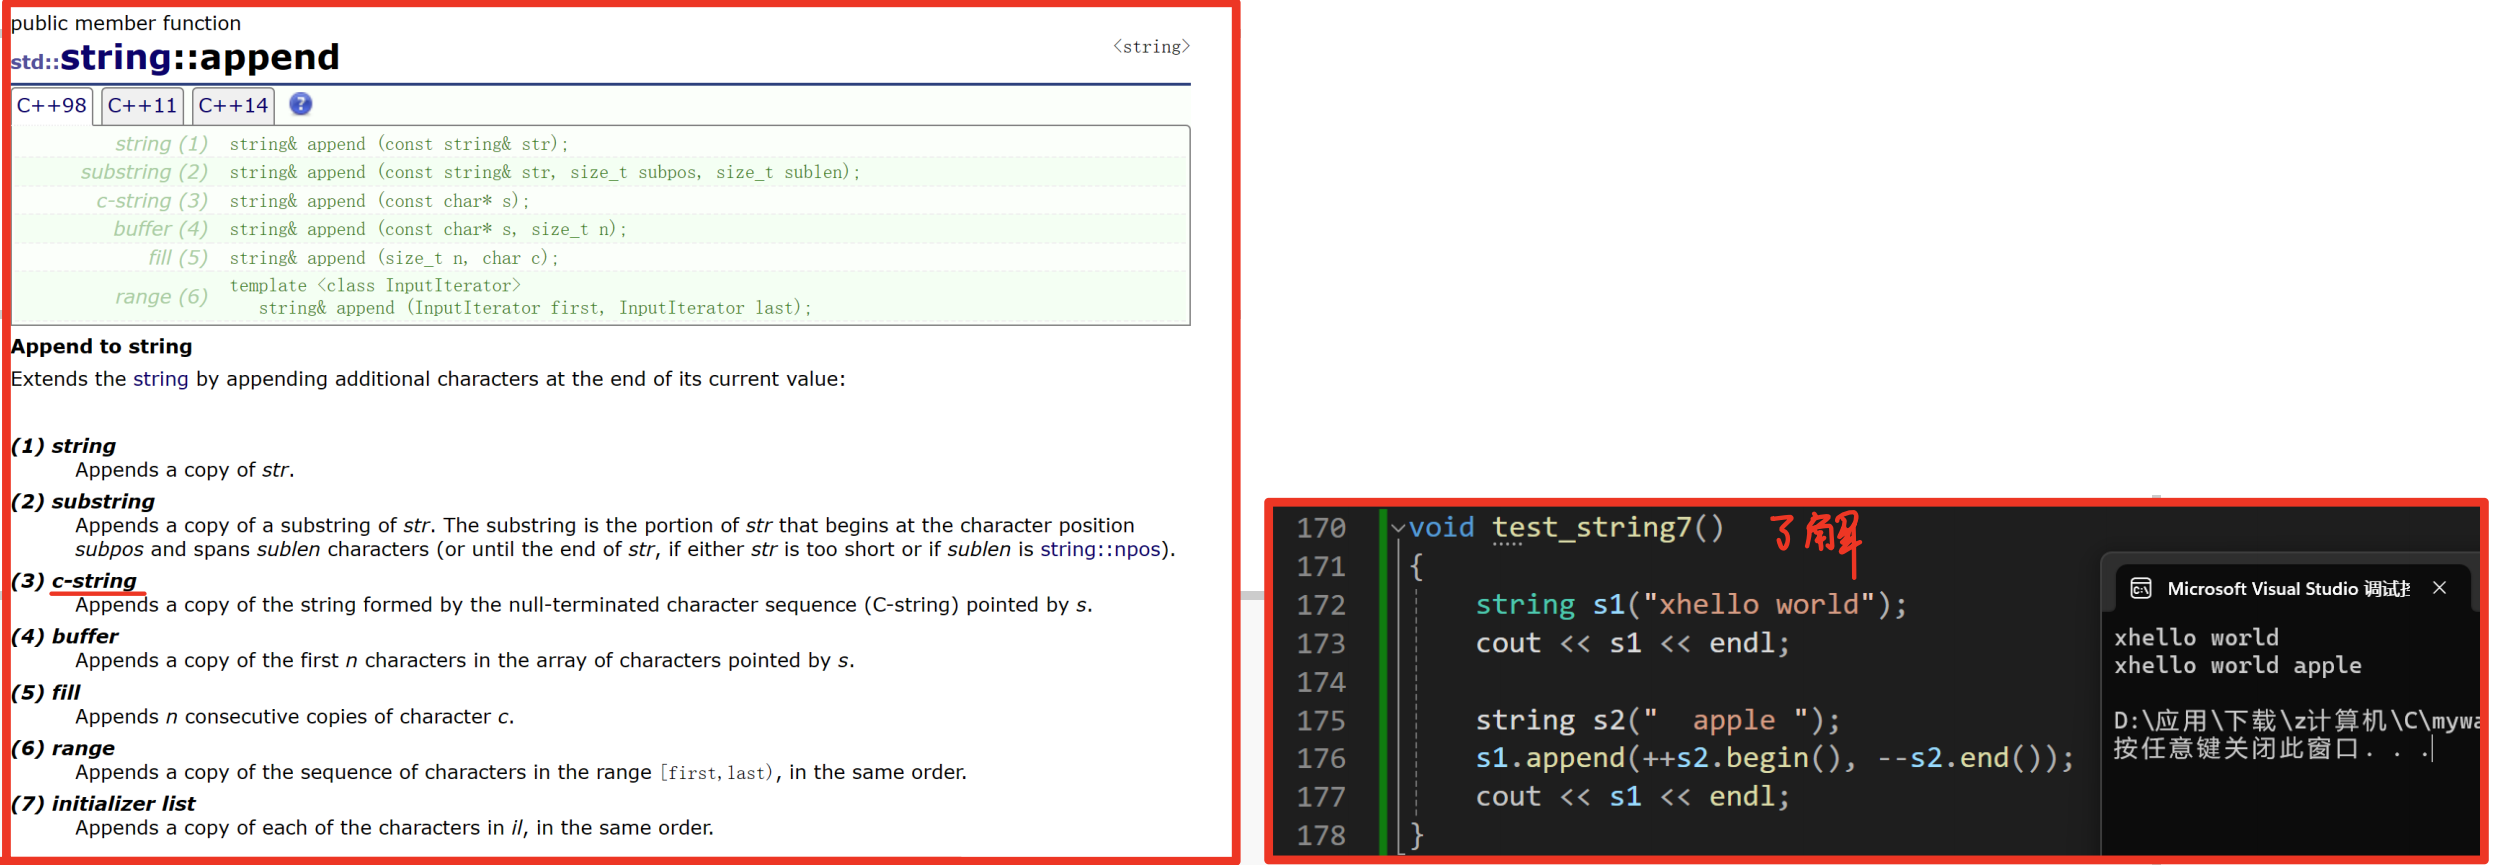 public member function
<string>
std::string::append
C++98 C++11 C++14 ?
string (1) string& append (const string& str);
substring (2) string& append (const string& str, size_t subpos, size_t sublen);
c-string (3) string& append (const char* s);
buffer (4) string& append (const char* s, size_t n);
fill (5) string& append (size_t n, char c);
range (6) template <class InputIterator>
string& append (InputIterator first, InputIterator last);
Append to string
Extends the string by appending additional characters at the end of its current value:
(1) string
Appends a copy of str.
(2) substring
Appends a copy of a substring of str. The substring is the portion of str that begins at the character position
subpos and spans sublen characters (or until the end of str, if either str is too short or if sublen is string::npos).
(3) c-string
Appends a copy of the string formed by the null-terminated character sequence (C-string) pointed by s.
(4) buffer
Appends a copy of the first n characters in the array of characters pointed by s.
(5) fill
Appends n consecutive copies of character c.
(6) range
Appends a copy of the sequence of characters in the range [first,last), in the same order.
(7) initializer list
Appends a copy of each of the characters in il, in the same order.
170 void test_string7() 了解
171 {
172 string s1("xhello world");
173 cout << s1 << endl;
174
175 string s2("  apple ");
176 s1.append(++s2.begin(), --s2.end());
177 cout << s1 << endl;
178 }
Microsoft Visual Studio 调试
xhello world
xhello world apple
D:\应用\下载\z计算机\C\mywa
按任意键关闭此窗口. . .